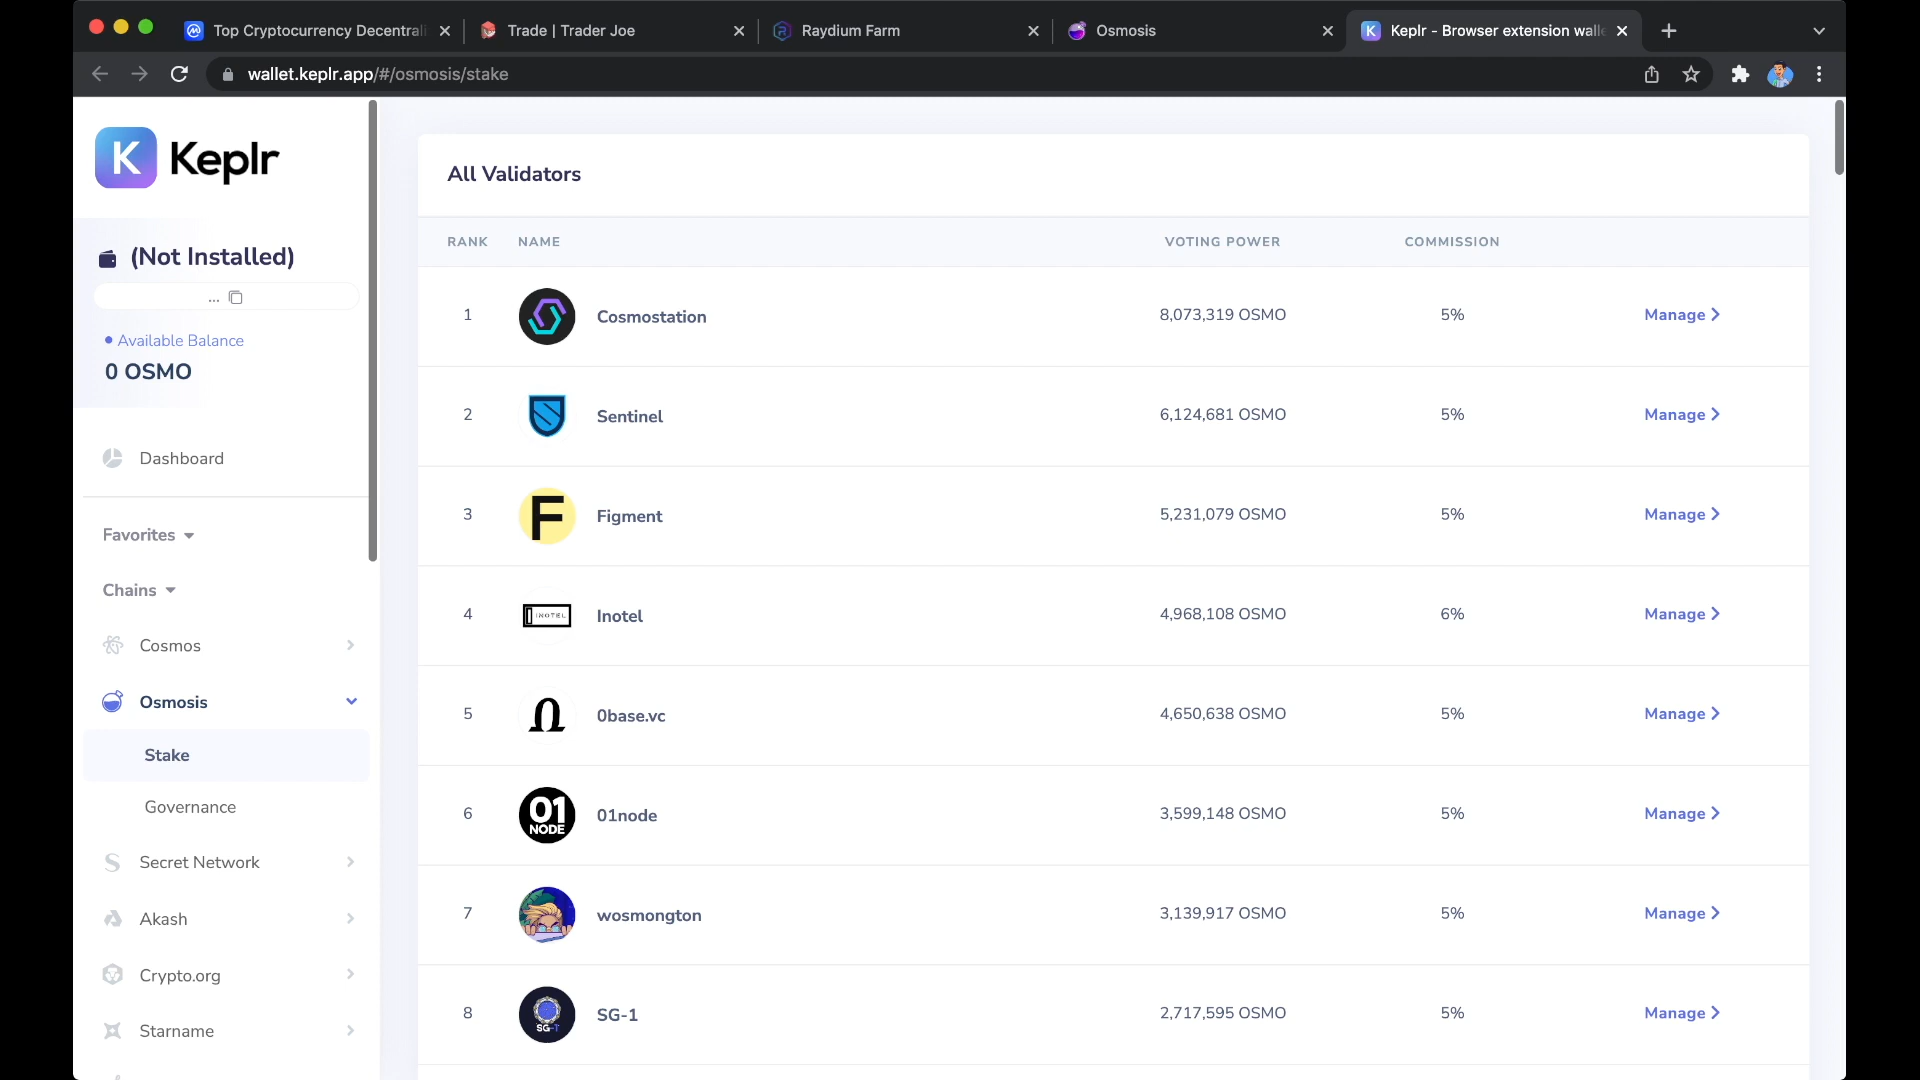 Top Cryptocurrency Decentrali
Trade | Trader Joe
Raydium Farm
Osmosis
Keplr - Browser extension walle
wallet.keplr.app/#/osmosis/stake
K Keplr
(Not Installed)
...
Available Balance
0 OSMO
Dashboard
Favorites
Chains
Cosmos
Osmosis
Stake
Governance
Secret Network
Akash
Crypto.org
Starname
All Validators
RANK NAME VOTING POWER COMMISSION
1 Cosmostation 8,073,319 OSMO 5% Manage
2 Sentinel 6,124,681 OSMO 5% Manage
3 F Figment 5,231,079 OSMO 5% Manage
4 INOTEL Inotel 4,968,108 OSMO 6% Manage
5 0base.vc 4,650,638 OSMO 5% Manage
6 01 NODE 01node 3,599,148 OSMO 5% Manage
7 wosmongton 3,139,917 OSMO 5% Manage
8 SG-1 SG-1 2,717,595 OSMO 5% Manage